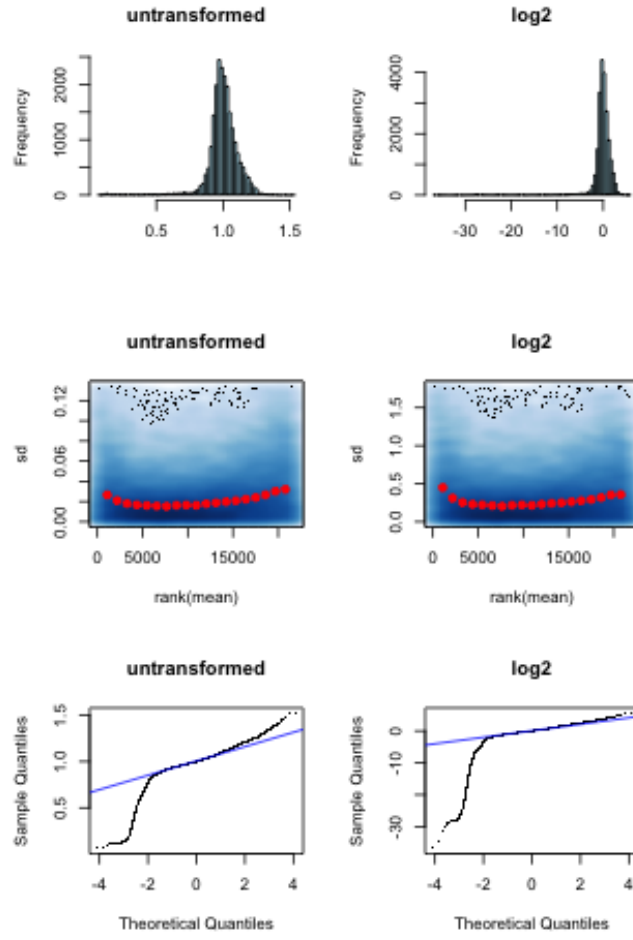 untransformed log2
Frequency 0 1000 2000 Frequency 0 2000 4000
0.5 1.0 1.5 -30 -20 -10 0
untransformed log2
sd 0.00 0.06 0.12 sd 0.0 0.5 1.0 1.5
0 5000 15000 0 5000 15000
rank(mean) rank(mean)
untransformed log2
Sample Quantiles 0.5 1.0 1.5 Sample Quantiles -30 -10 0
-4 -2 0 2 4 -4 -2 0 2 4
Theoretical Quantiles Theoretical Quantiles